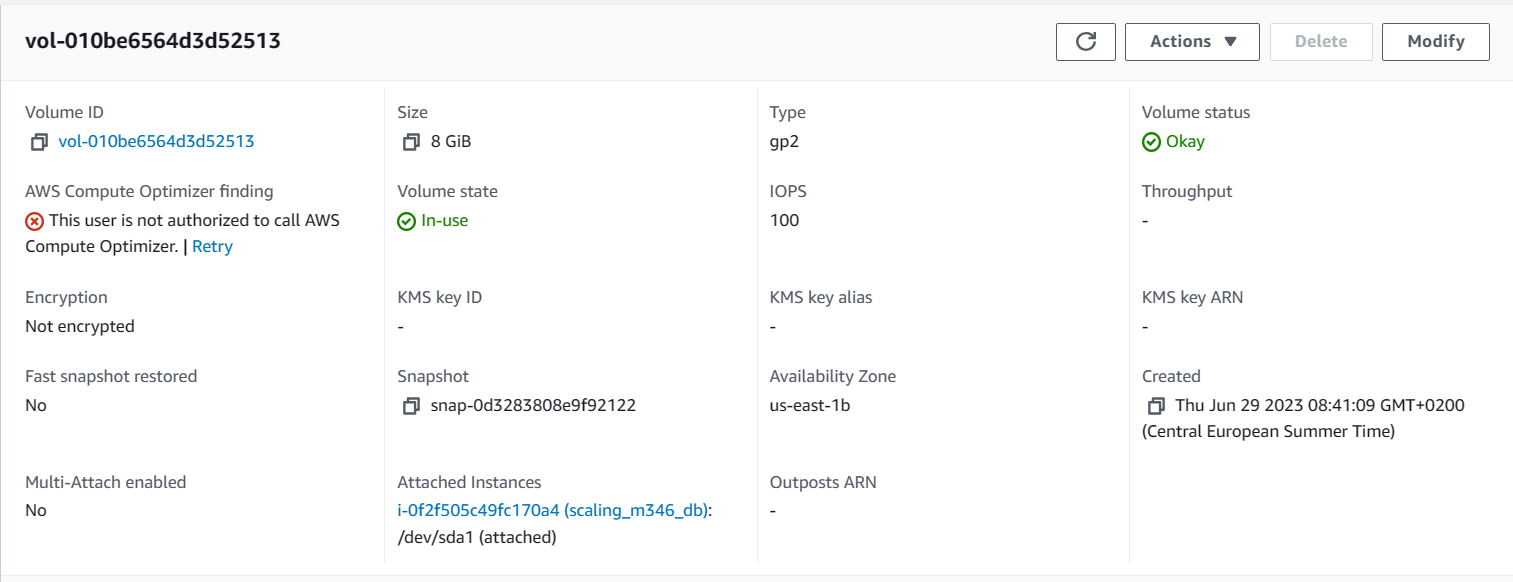 vol-010be6564d3d52513
Actions
Delete
Modify
Volume ID
vol-010be6564d3d52513
Size
8 GiB
Type
gp2
Volume status
Okay
AWS Compute Optimizer finding
This user is not authorized to call AWS
Compute Optimizer. | Retry
Volume state
In-use
IOPS
100
Throughput
-
Encryption
Not encrypted
KMS key ID
-
KMS key alias
-
KMS key ARN
-
Fast snapshot restored
No
Snapshot
snap-0d3283808e9f92122
Availability Zone
us-east-1b
Created
Thu Jun 29 2023 08:41:09 GMT+0200
(Central European Summer Time)
Multi-Attach enabled
No
Attached Instances
i-0f2f505c49fc170a4 (scaling_m346_db):
/dev/sda1 (attached)
Outposts ARN
-